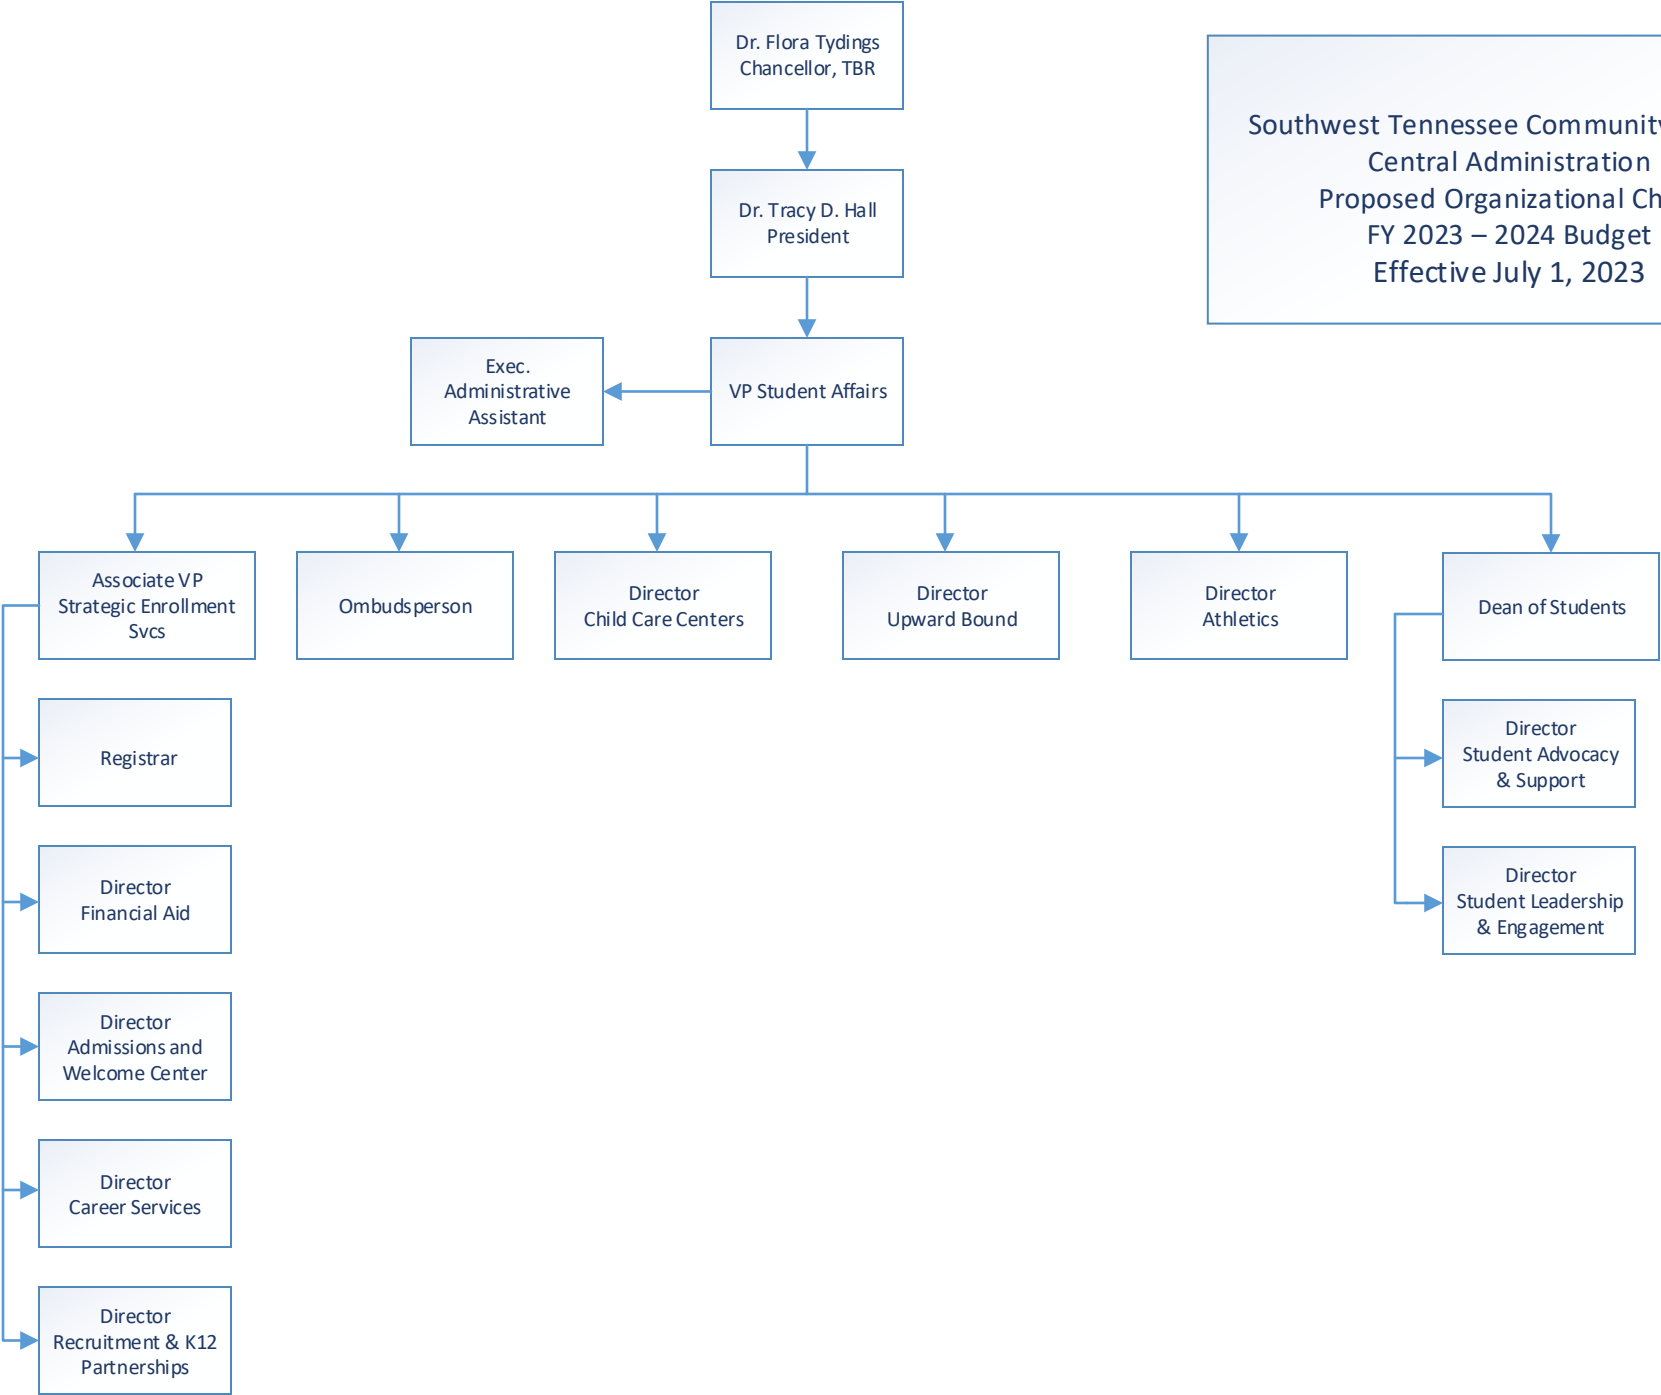 Dr. Flora Tydings
Chancellor, TBR
Southwest Tennessee Community
Central Administration
Proposed Organizational Ch
FY 2023 – 2024 Budget
Effective July 1, 2023
Dr. Tracy D. Hall
President
Exec.
Administrative
Assistant
VP Student Affairs
Associate VP
Strategic Enrollment
Svcs
Ombudsperson
Director
Child Care Centers
Director
Upward Bound
Director
Athletics
Dean of Students
Registrar
Director
Financial Aid
Director
Admissions and
Welcome Center
Director
Career Services
Director
Recruitment & K12
Partnerships
Director
Student Advocacy
& Support
Director
Student Leadership
& Engagement